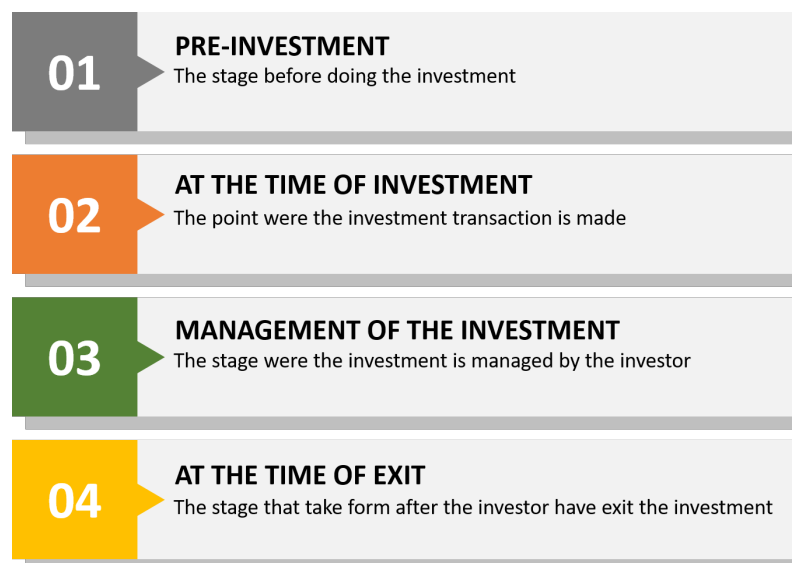 01
PRE-INVESTMENT
The stage before doing the investment
02
AT THE TIME OF INVESTMENT
The point were the investment transaction is made
03
MANAGEMENT OF THE INVESTMENT
The stage were the investment is managed by the investor
04
AT THE TIME OF EXIT
The stage that take form after the investor have exit the investment